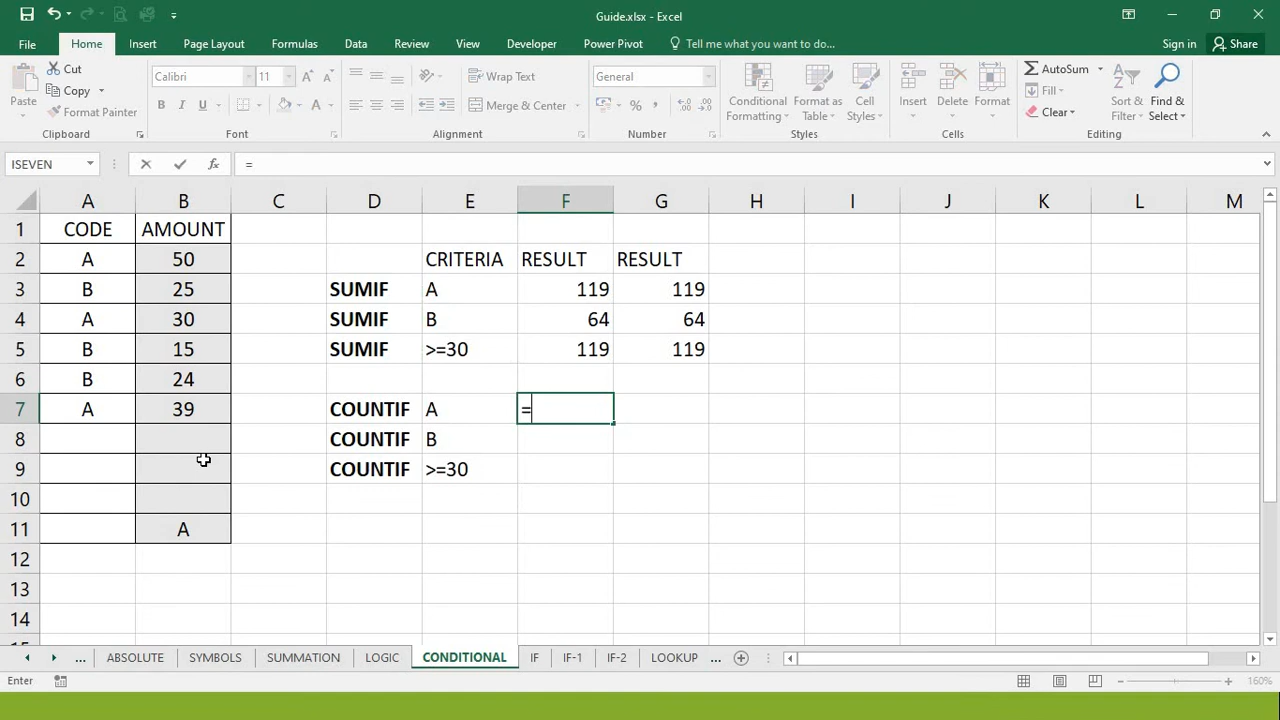 Guide.xlsx - Excel
File Home Insert Page Layout Formulas Data Review View Developer Power Pivot Tell me what you want to do... Sign in Share
Paste
Cut
Copy
Format Painter
Calibri 11
B I U
Wrap Text
Merge & Center
General
%
Conditional Formatting
Formatas Table
Cell Styles
Insert
Delete
Format
AutoSum
Fill
Clear
Sort & Filter
Find & Select
Clipboard Font Alignment Number Styles Cells Editing
ISEVEN fx =
A B C D E F G H I J K L M
1 CODE AMOUNT
2 A 50 CRITERIA RESULT RESULT
3 B 25 SUMIF A 119 119
4 A 30 SUMIF B 64 64
5 B 15 SUMIF >=30 119 119
6 B 24
7 A 39 COUNTIF A =
8 COUNTIF B
9 COUNTIF >=30
10
11 A
12
13
14
... ABSOLUTE SYMBOLS SUMMATION LOGIC CONDITIONAL IF IF-1 IF-2 LOOKUP ...
Enter 160%